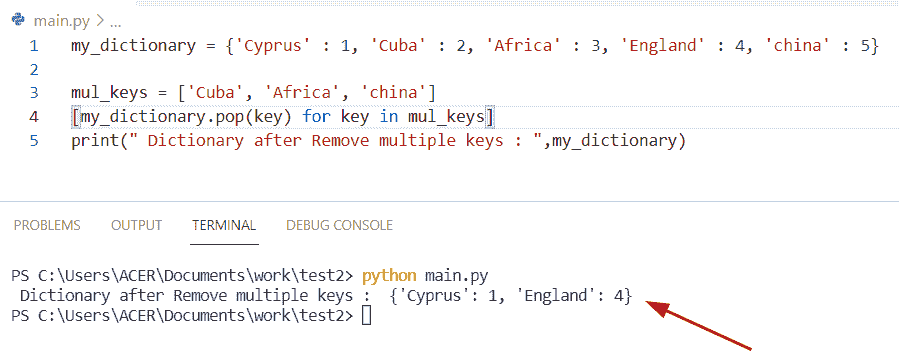 main.py > ...
1 my_dictionary = {'Cyprus' : 1, 'Cuba' : 2, 'Africa' : 3, 'England' : 4, 'china' : 5}
2
3 mul_keys = ['Cuba', 'Africa', 'china']
4 [my_dictionary.pop(key) for key in mul_keys]
5 print(" Dictionary after Remove multiple keys : ",my_dictionary)
PROBLEMS OUTPUT TERMINAL DEBUG CONSOLE
PS C:\Users\ACER\Documents\work\test2> python main.py
 Dictionary after Remove multiple keys :  {'Cyprus': 1, 'England': 4}
PS C:\Users\ACER\Documents\work\test2>